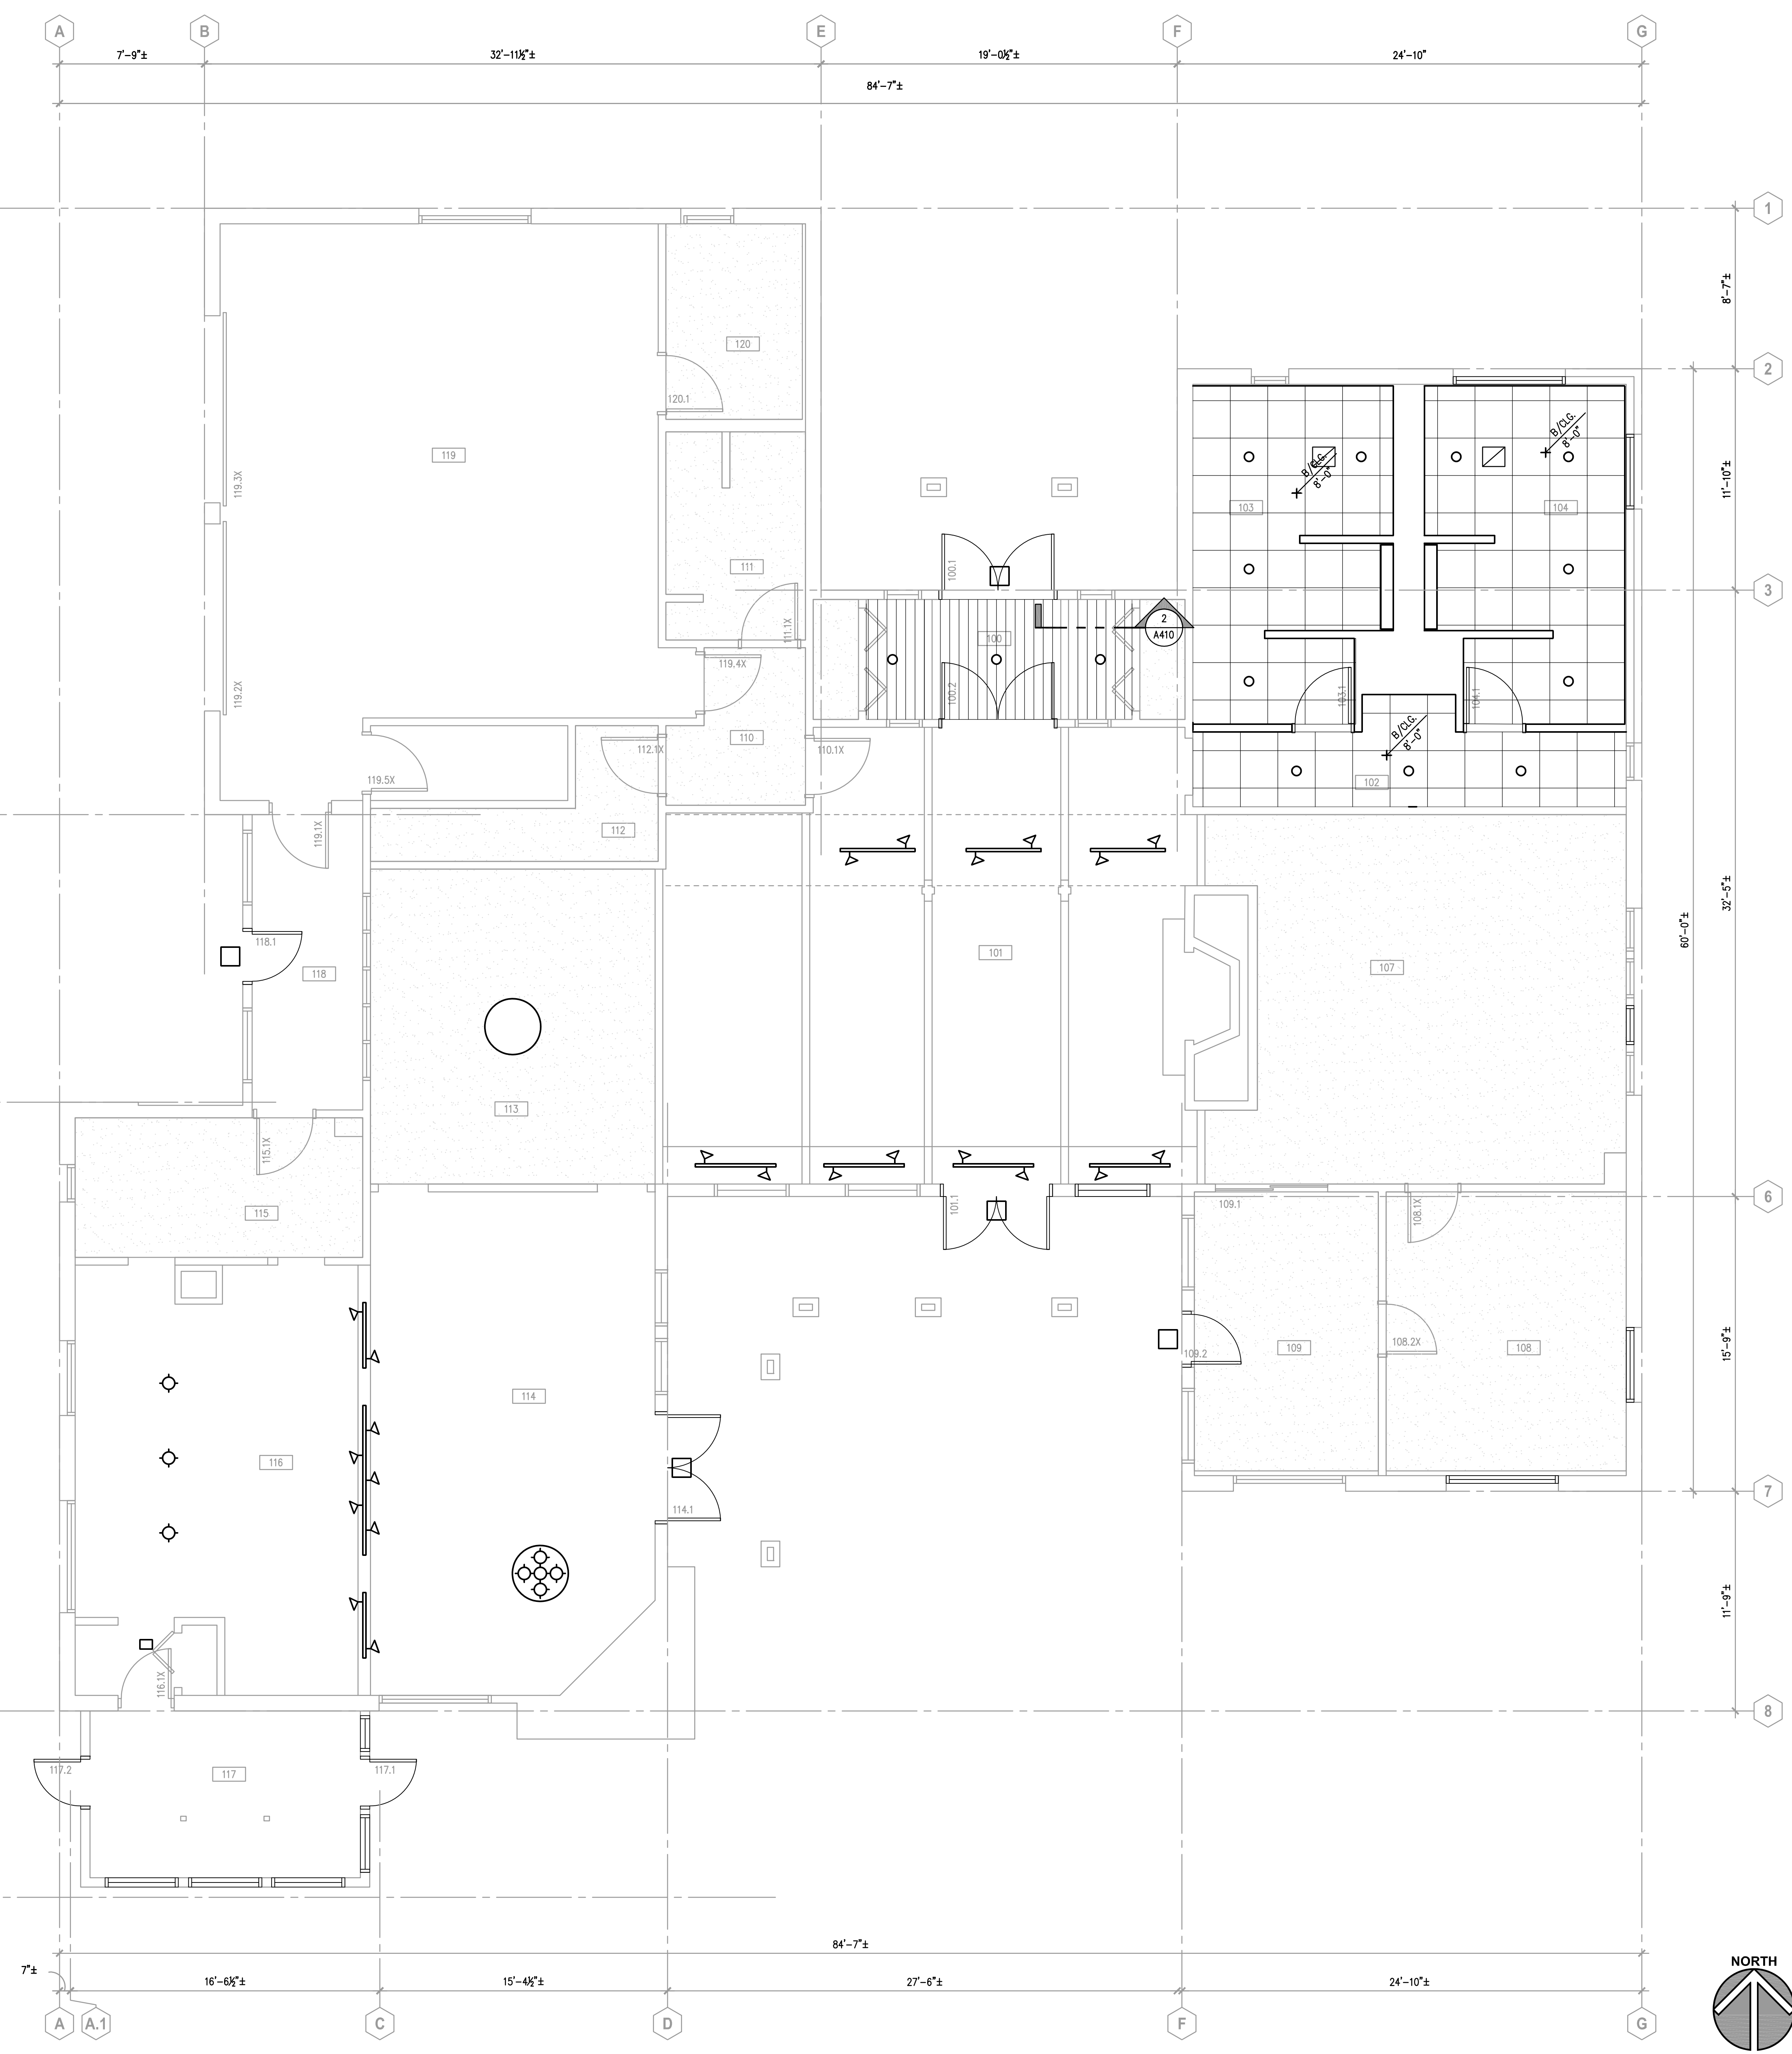 A B E F G
7'-9"± 32'-11½"± 19'-0½"± 24'-10"
84'-7"±
1
8'-7"±
2
120
120.1
119
B/CLG.
8'-0"
B/CLG.
8'-0"
119.3X
11'-10"±
103
104
111
100.1
3
2
A410
111.1X
100
119.4X
119.2X
100.2
103.1
104.1
B/CLG.
8'-0"
110
112.1X
110.1X
119.5X
102
119.1X
112
32'-5"±
60'-0"±
118.1
101
107
118
113
115.1X
6
115
101.1
109.1
108.1X
109.2
109
108.2X
108
15'-9"±
114
116
7
114.1
11'-9"±
116.1X
8
117.2
117
117.1
84'-7"±
NORTH
7"±
16'-6½"± 15'-4½"± 27'-6"± 24'-10"±
A A.1 C D F G